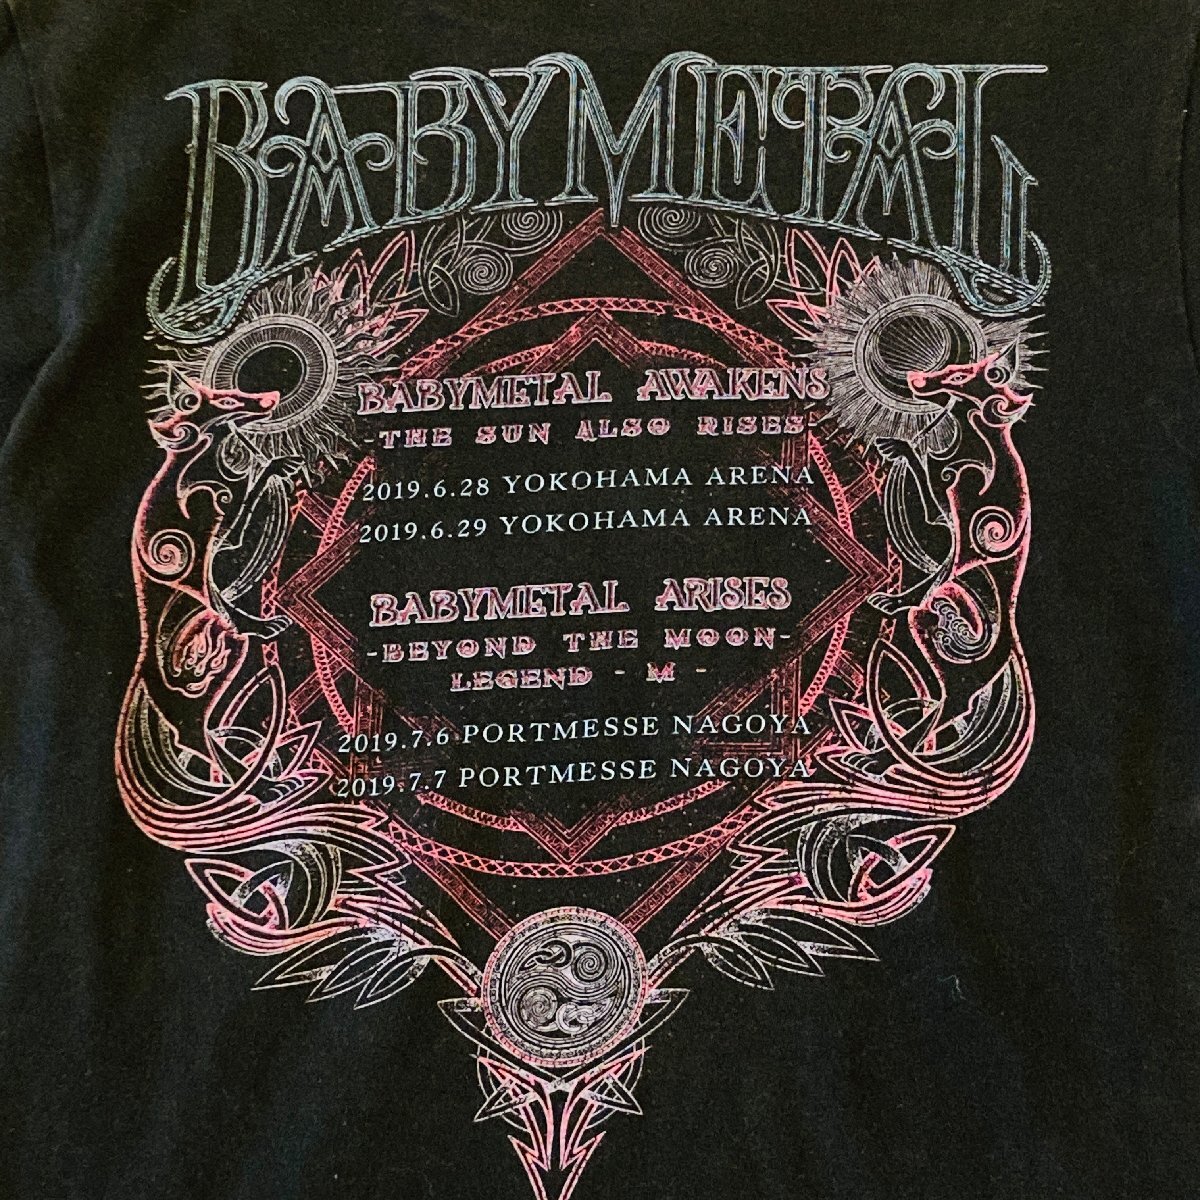 BABYMETAL
BABYMETAL AWAKENS
-THE SUN ALSO RISES-
2019.6.28 YOKOHAMA ARENA
2019.6.29 YOKOHAMA ARENA
BABYMETAL ARISES
-BEYOND THE MOON-
LEGEND - M -
2019.7.6 PORTMESSE NAGOYA
2019.7.7 PORTMESSE NAGOYA